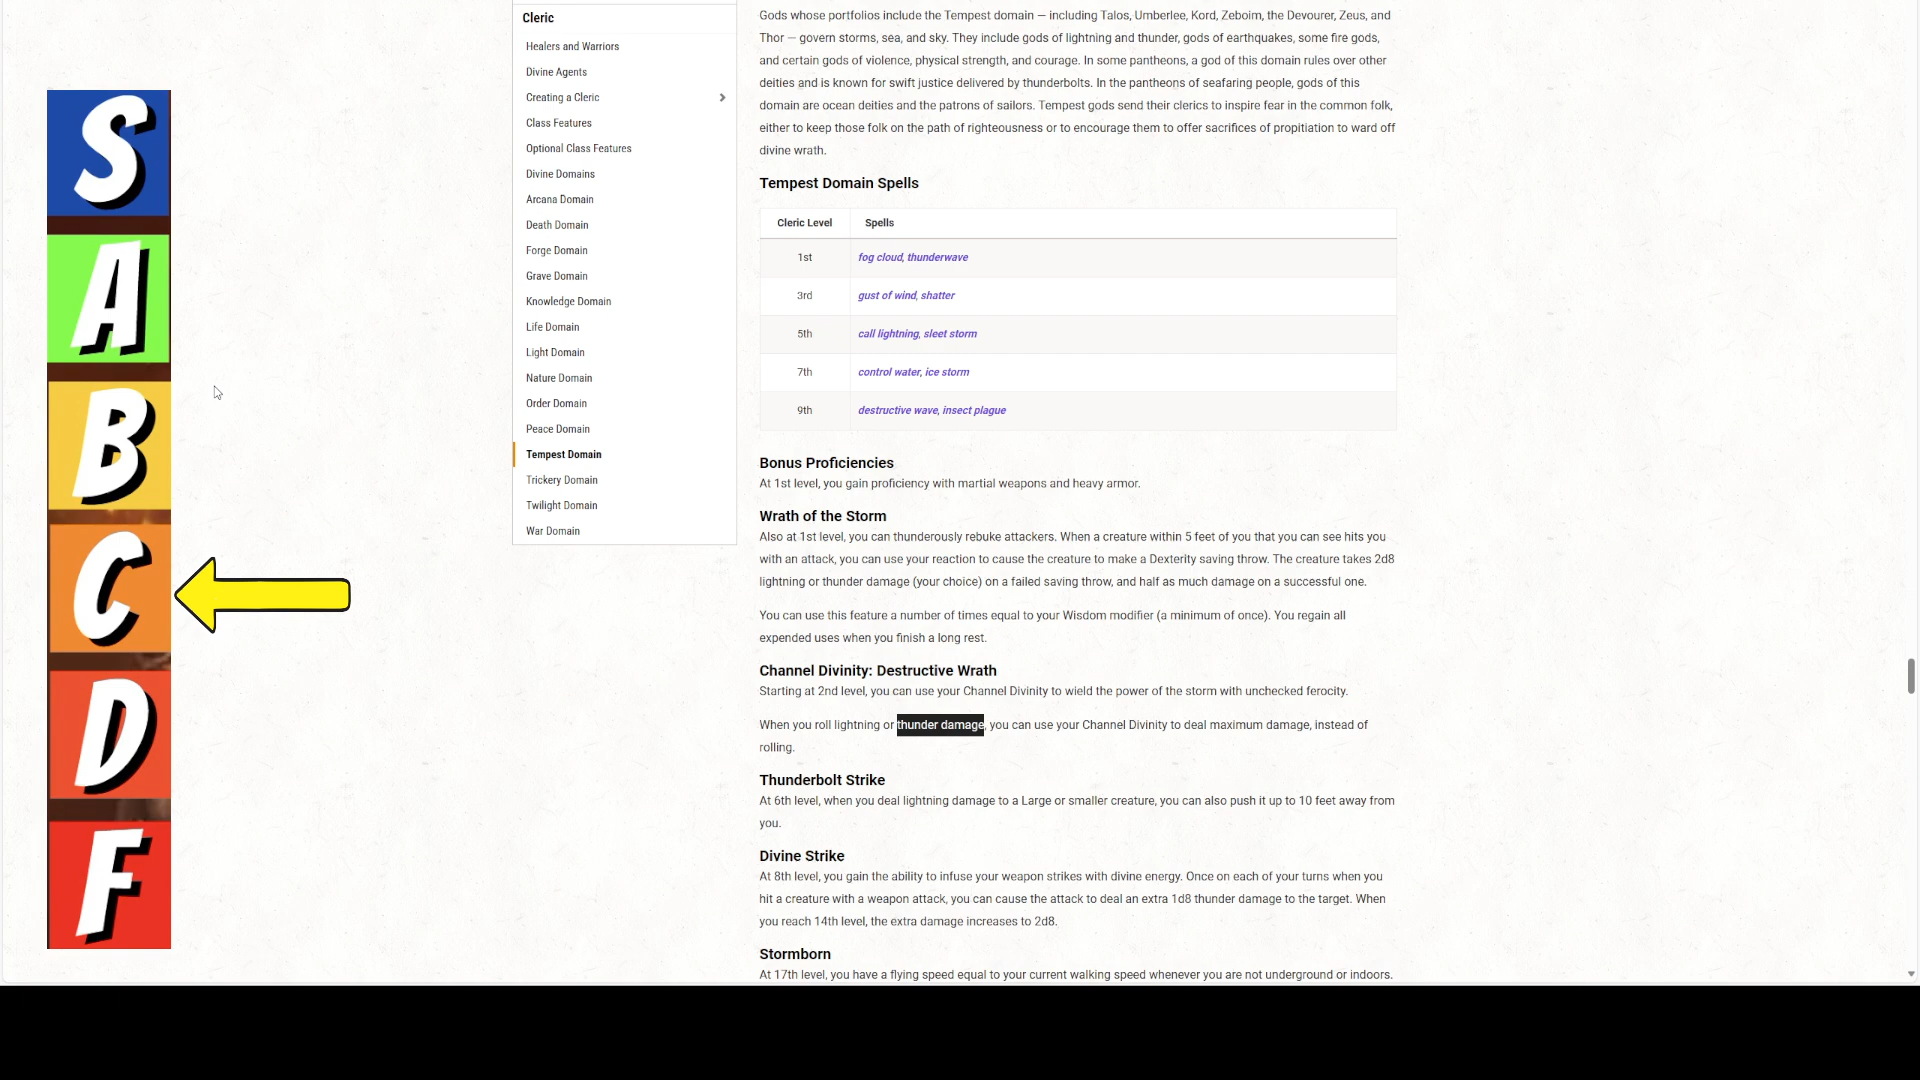 S
A
B
C
D
F
Cleric
Healers and Warriors
Divine Agents
Creating a Cleric
Class Features
Optional Class Features
Divine Domains
Arcana Domain
Death Domain
Forge Domain
Grave Domain
Knowledge Domain
Life Domain
Light Domain
Nature Domain
Order Domain
Peace Domain
Tempest Domain
Trickery Domain
Twilight Domain
War Domain
Gods whose portfolios include the Tempest domain — including Talos, Umberlee, Kord, Zeboim, the Devourer, Zeus, and
Thor — govern storms, sea, and sky. They include gods of lightning and thunder, gods of earthquakes, some fire gods,
and certain gods of violence, physical strength, and courage. In some pantheons, a god of this domain rules over other
deities and is known for swift justice delivered by thunderbolts. In the pantheons of seafaring people, gods of this
domain are ocean deities and the patrons of sailors. Tempest gods send their clerics to inspire fear in the common folk,
either to keep those folk on the path of righteousness or to encourage them to offer sacrifices of propitiation to ward off
divine wrath.
Tempest Domain Spells
Cleric Level Spells
1st fog cloud, thunderwave
3rd gust of wind, shatter
5th call lightning, sleet storm
7th control water, ice storm
9th destructive wave, insect plague
Bonus Proficiencies
At 1st level, you gain proficiency with martial weapons and heavy armor.
Wrath of the Storm
Also at 1st level, you can thunderously rebuke attackers. When a creature within 5 feet of you that you can see hits you
with an attack, you can use your reaction to cause the creature to make a Dexterity saving throw. The creature takes 2d8
lightning or thunder damage (your choice) on a failed saving throw, and half as much damage on a successful one.
You can use this feature a number of times equal to your Wisdom modifier (a minimum of once). You regain all
expended uses when you finish a long rest.
Channel Divinity: Destructive Wrath
Starting at 2nd level, you can use your Channel Divinity to wield the power of the storm with unchecked ferocity.
When you roll lightning or thunder damage, you can use your Channel Divinity to deal maximum damage, instead of
rolling.
Thunderbolt Strike
At 6th level, when you deal lightning damage to a Large or smaller creature, you can also push it up to 10 feet away from
you.
Divine Strike
At 8th level, you gain the ability to infuse your weapon strikes with divine energy. Once on each of your turns when you
hit a creature with a weapon attack, you can cause the attack to deal an extra 1d8 thunder damage to the target. When
you reach 14th level, the extra damage increases to 2d8.
Stormborn
At 17th level, you have a flying speed equal to your current walking speed whenever you are not underground or indoors.